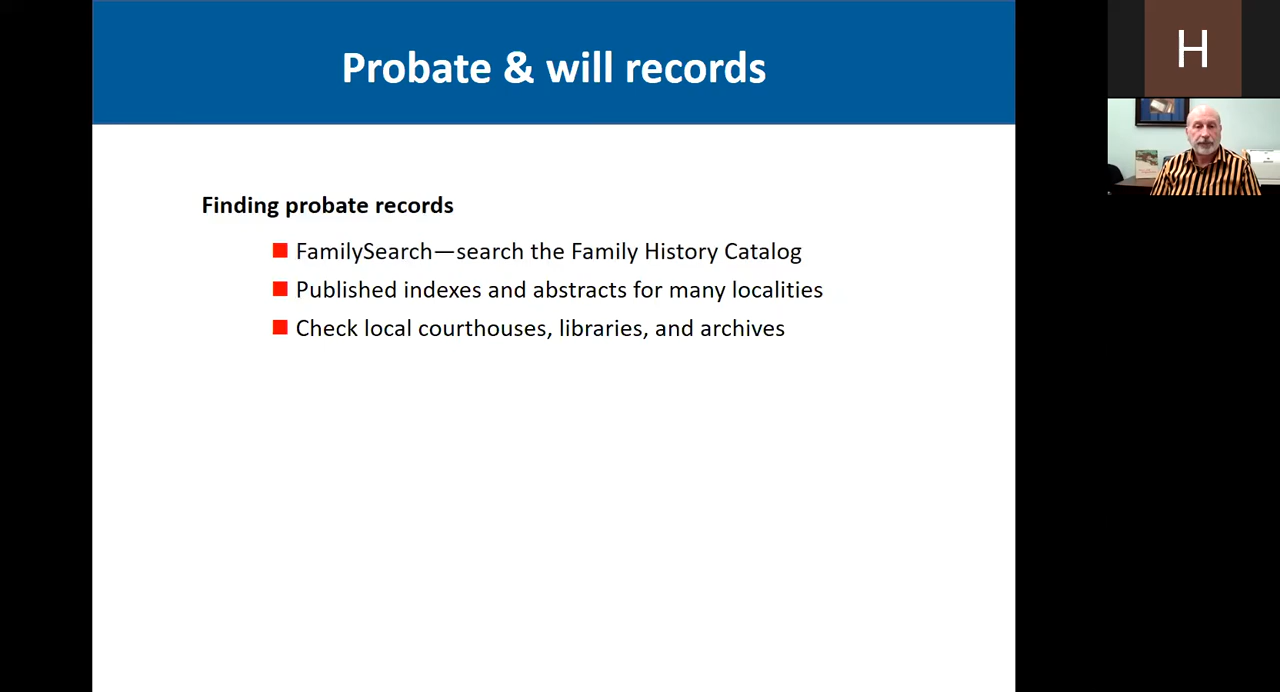 Probate & will records
Finding probate records
FamilySearch—search the Family History Catalog
Published indexes and abstracts for many localities
Check local courthouses, libraries, and archives
H